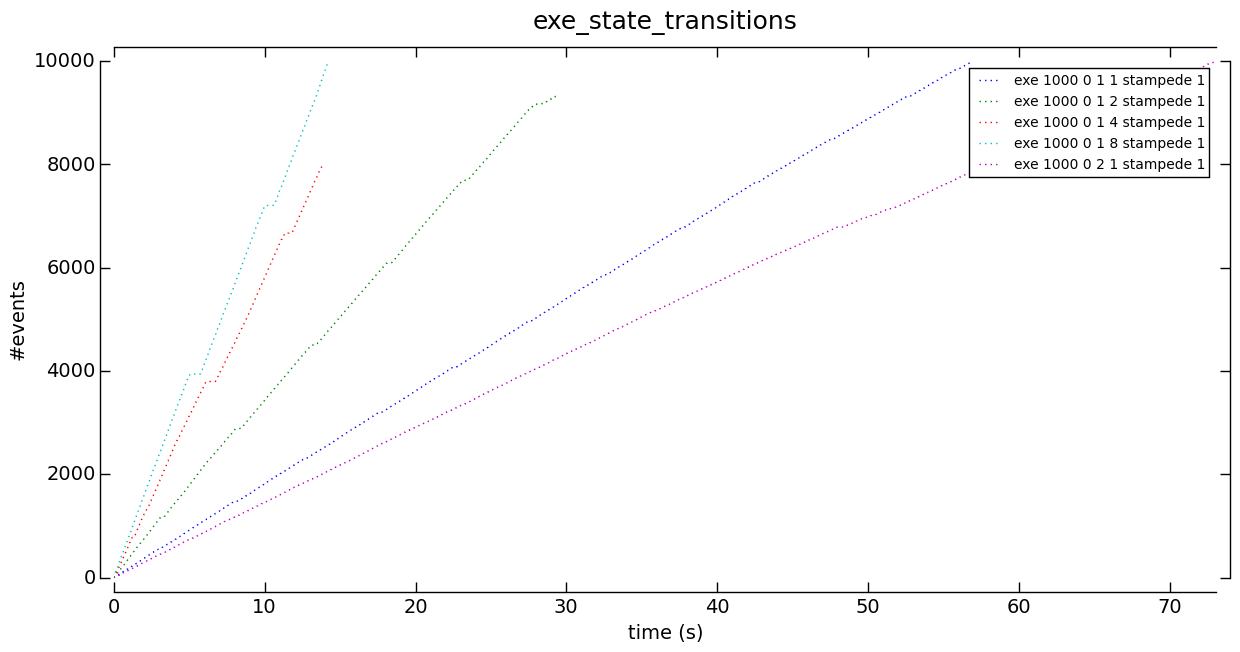 exe_state_transitions
10000
8000
6000
4000
2000
0
#events
exe 1000 0 1 1 stampede 1
exe 1000 0 1 2 stampede 1
exe 1000 0 1 4 stampede 1
exe 1000 0 1 8 stampede 1
exe 1000 0 2 1 stampede 1
0 10 20 30 40 50 60 70
time (s)